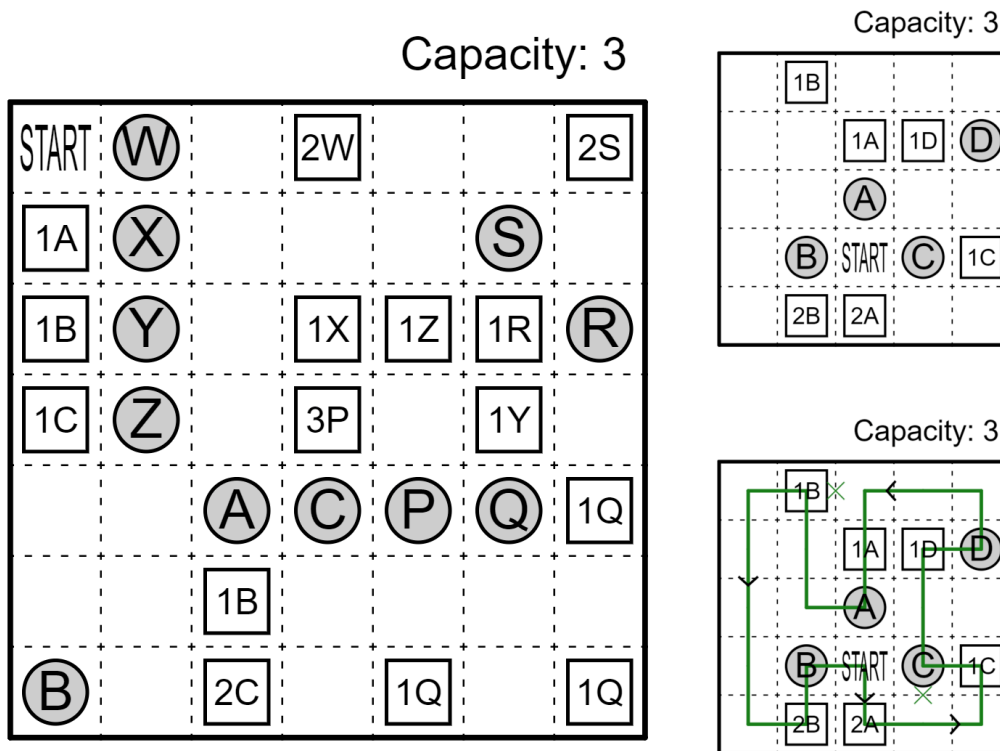 Capacity: 3
START W 2W 2S
1A X S
1B Y 1X 1Z 1R R
1C Z 3P 1Y
A C P Q 1Q
1B
B 2C 1Q 1Q
Capacity: 3
1B
1A 1D D
A
B START C 1C
2B 2A
Capacity: 3
1B
1A 1D D
A
B START C 1C
2B 2A